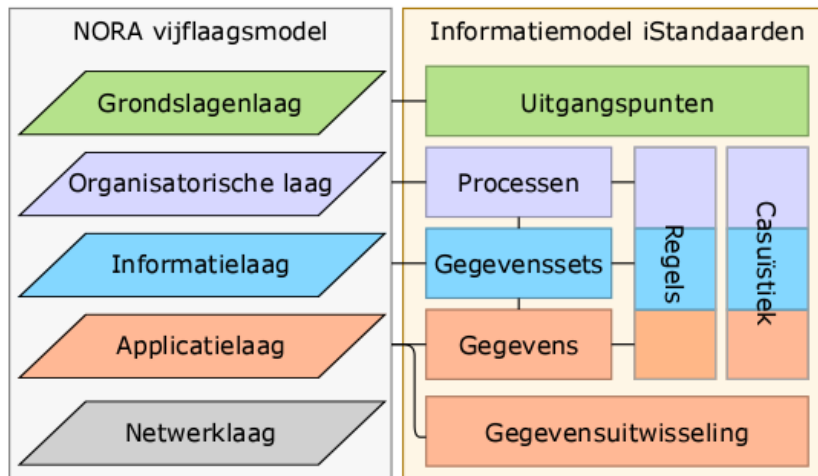 NORA vijflaagsmodel
Grondslagenlaag
Organisatorische laag
Informatielaag
Applicatielaag
Netwerklaag
Informatiemodel iStandaarden
Uitgangspunten
Processen
Gegevenssets
Gegevens
Regels
Casuïstiek
Gegevensuitwisseling